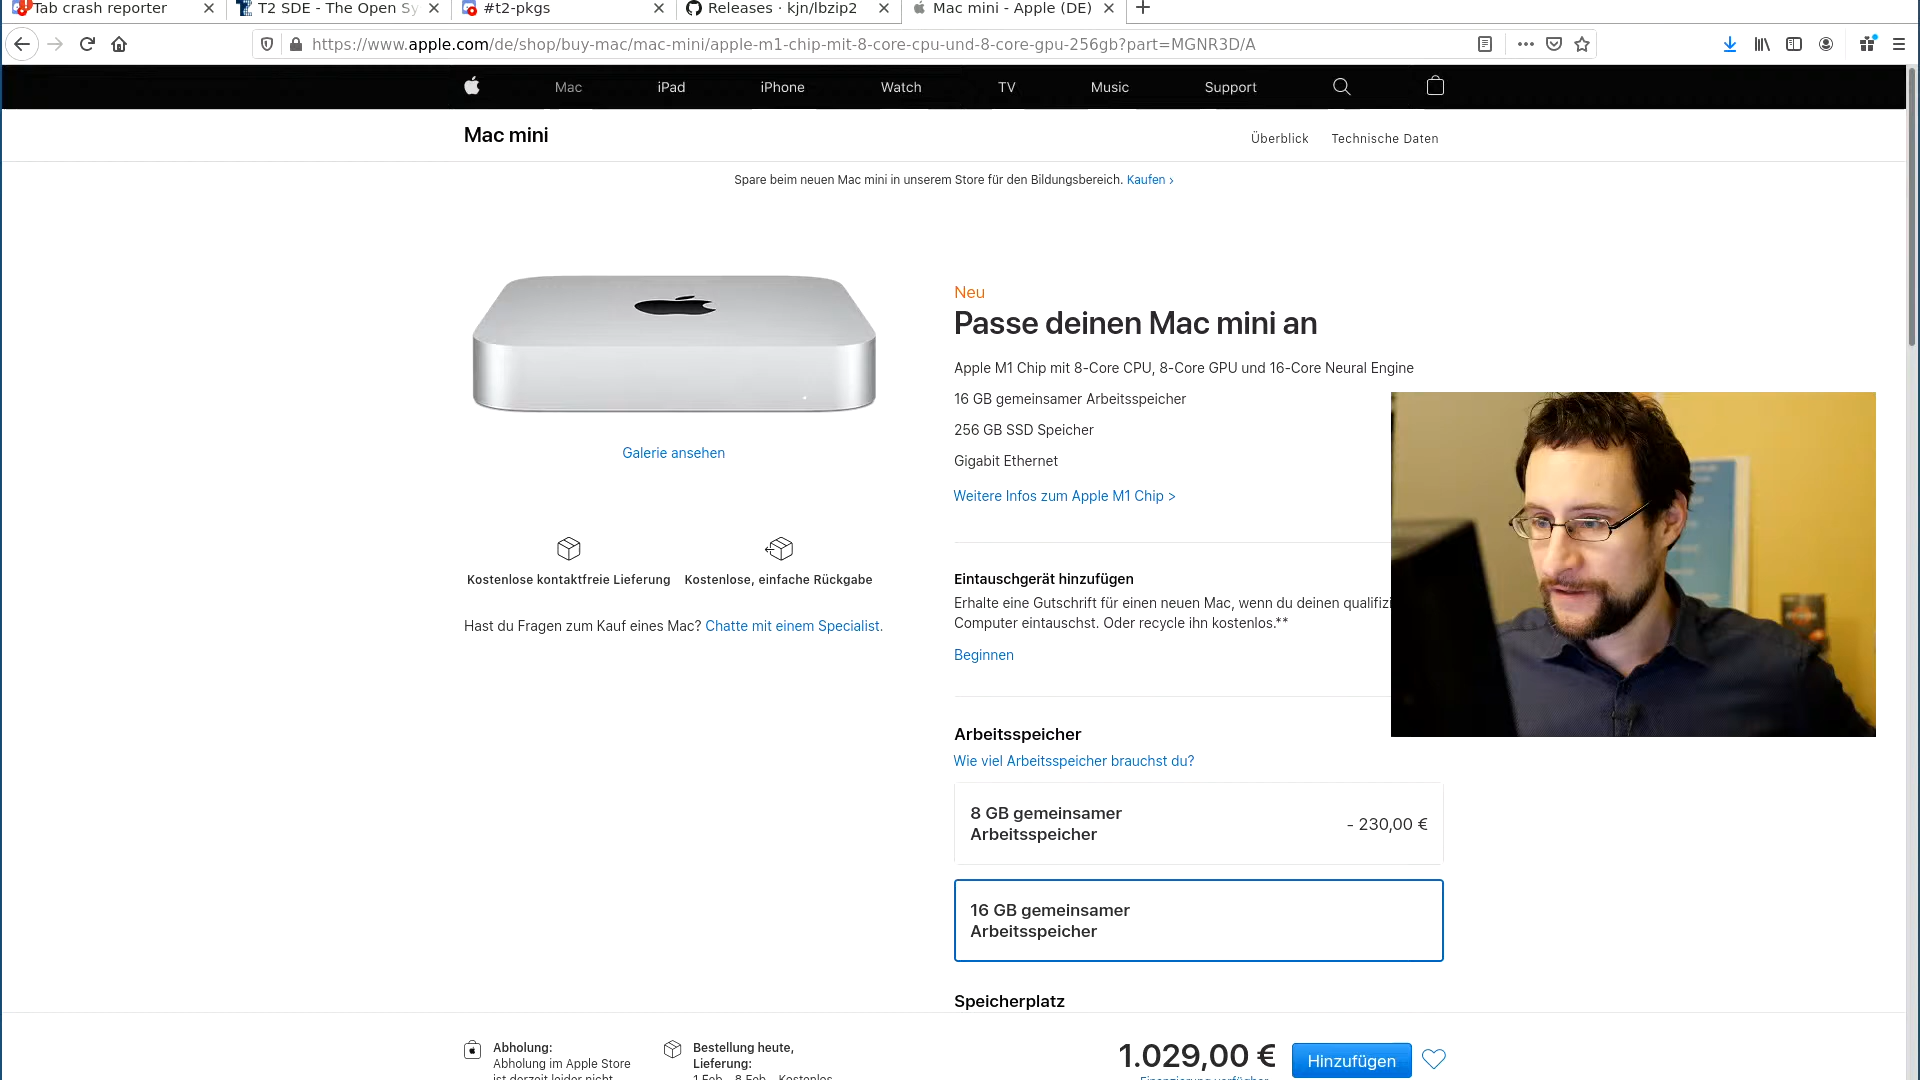 Tab crash reporter
T2 SDE - The Open Sy
#t2-pkgs
Releases · kjn/lbzip2
Mac mini - Apple (DE)
https://www.apple.com/de/shop/buy-mac/mac-mini/apple-m1-chip-mit-8-core-cpu-und-8-core-gpu-256gb?part=MGNR3D/A
Mac
iPad
iPhone
Watch
TV
Music
Support
Mac mini
Überblick
Technische Daten
Spare beim neuen Mac mini in unserem Store für den Bildungsbereich. Kaufen ›
Galerie ansehen
Kostenlose kontaktfreie Lieferung
Kostenlose, einfache Rückgabe
Hast du Fragen zum Kauf eines Mac? Chatte mit einem Specialist.
Neu
Passe deinen Mac mini an
Apple M1 Chip mit 8-Core CPU, 8-Core GPU und 16-Core Neural Engine
16 GB gemeinsamer Arbeitsspeicher
256 GB SSD Speicher
Gigabit Ethernet
Weitere Infos zum Apple M1 Chip >
Eintauschgerät hinzufügen
Erhalte eine Gutschrift für einen neuen Mac, wenn du deinen qualifizi
Computer eintauschst. Oder recycle ihn kostenlos.**
Beginnen
Arbeitsspeicher
Wie viel Arbeitsspeicher brauchst du?
8 GB gemeinsamer
Arbeitsspeicher
- 230,00 €
16 GB gemeinsamer
Arbeitsspeicher
Speicherplatz
Abholung:
Abholung im Apple Store
ist derzeit leider nicht
Bestellung heute,
Lieferung:
1 Feb - 8 Feb - Kostenlos
1.029,00 €
Finanzierung verfügbar
Hinzufügen